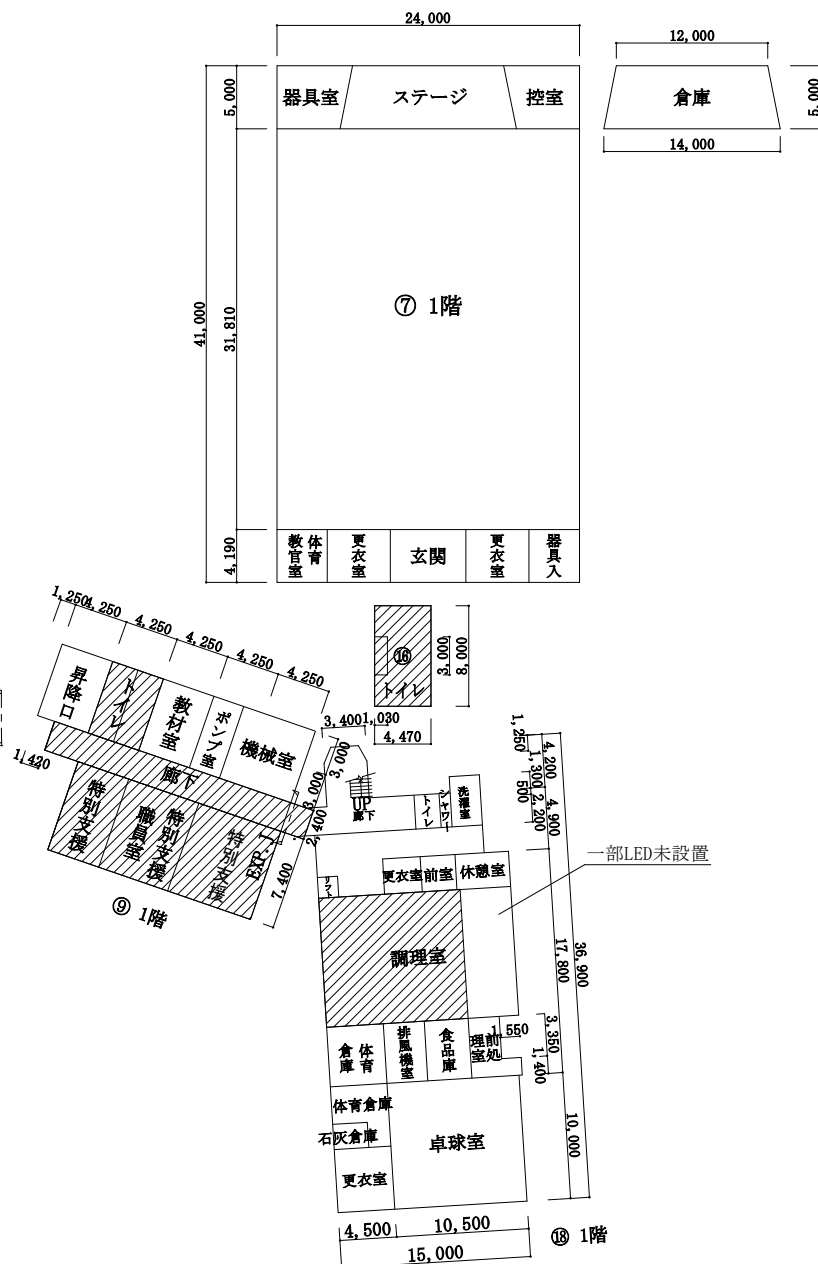 24,000
12,000
器具室
ステージ
控室
倉庫
5,000
5,000
14,000
⑦ 1階
41,000
31,810
4,190
体育
教官室
更衣室
玄関
更衣室
器具入
1,250
4,250
4,250
4,250
4,250
4,250
⑯
トイレ
3,000
8,000
4,470
3,400
1,030
昇降口
トイレ
教材室
ポンプ室
機械室
廊下
1,420
特別支援
特別支援
職員室
特別支援
EXP.J
⑨ 1階
3,000
3,000
2,400
7,400
UP
廊下
トイレ
シャワー
洗濯室
1,250
4,200
1,300
500
2,200
4,900
一部LED未設置
リフト
更衣室
前室
休憩室
調理室
17,800
36,900
体育
倉庫
排風機室
食品庫
前処
理室
1,550
3,350
1,400
体育倉庫
石灰倉庫
更衣室
卓球室
10,000
4,500
10,500
15,000
⑱ 1階